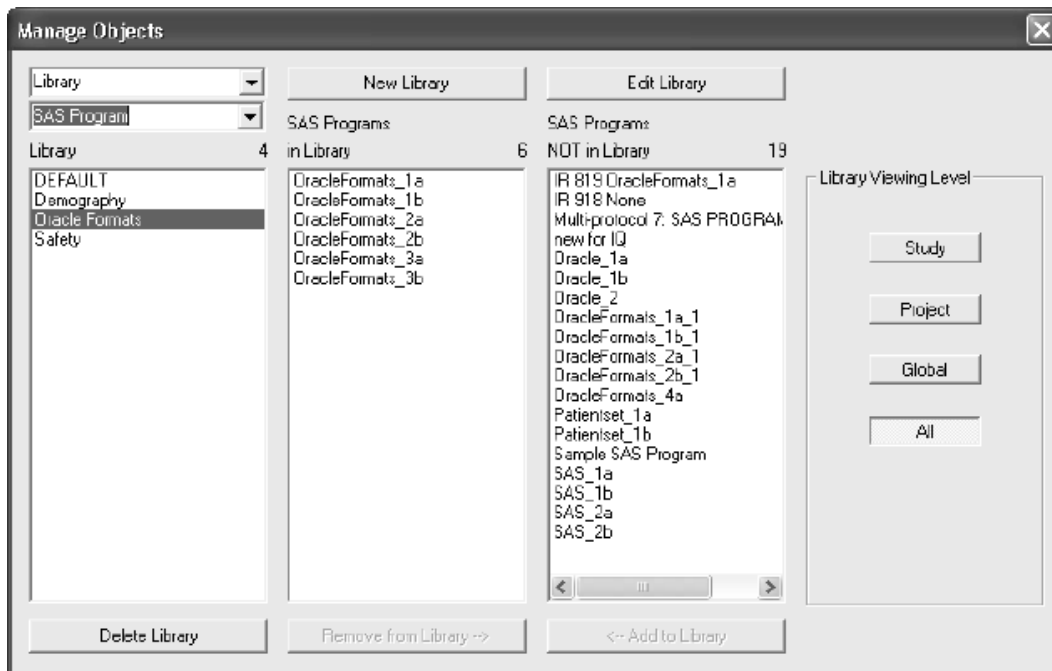 Manage Objects
Library
New Library
Edit Library
SAS Program
SAS Programs
SAS Programs
Library 4
in Library 6
NOT in Library 19
DEFAULT
Demography
Oracle Formats
Safety
OracleFormats_1a
OracleFormats_1b
OracleFormats_2a
OracleFormats_2b
OracleFormats_3a
OracleFormats_3b
IR 819 OracleFormats_1a
IR 918 None
Multi-protocol 7: SAS PROGRAM
new for IQ
Oracle_1a
Oracle_1b
Oracle_2
OracleFormats_1a_1
OracleFormats_1b_1
OracleFormats_2a_1
OracleFormats_2b_1
OracleFormats_4a
Patientset_1a
Patientset_1b
Sample SAS Program
SAS_1a
SAS_1b
SAS_2a
SAS_2b
Library Viewing Level
Study
Project
Global
All
Delete Library
Remove from Library -->
<-- Add to Library